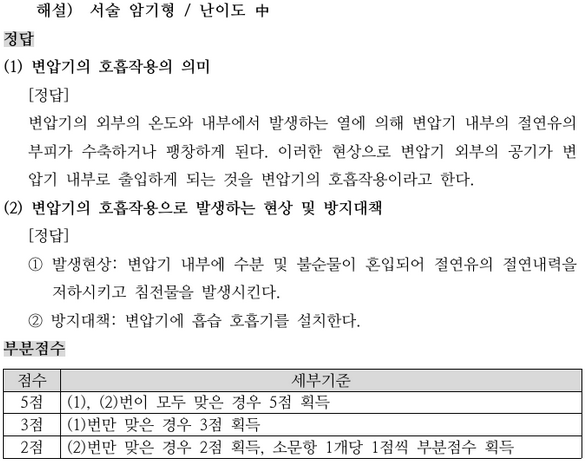 해설) 서술 암기형 / 난이도 中
정답
(1) 변압기의 호흡작용의 의미
[정답]
변압기의 외부의 온도와 내부에서 발생하는 열에 의해 변압기 내부의 절연유의
부피가 수축하거나 팽창하게 된다. 이러한 현상으로 변압기 외부의 공기가 변
압기 내부로 출입하게 되는 것을 변압기의 호흡작용이라고 한다.
(2) 변압기의 호흡작용으로 발생하는 현상 및 방지대책
[정답]
① 발생현상: 변압기 내부에 수분 및 불순물이 혼입되어 절연유의 절연내력을
저하시키고 침전물을 발생시킨다.
② 방지대책: 변압기에 흡습 호흡기를 설치한다.
부분점수
점수 세부기준
5점 (1), (2)번이 모두 맞은 경우 5점 획득
3점 (1)번만 맞은 경우 3점 획득
2점 (2)번만 맞은 경우 2점 획득, 소문항 1개당 1점씩 부분점수 획득